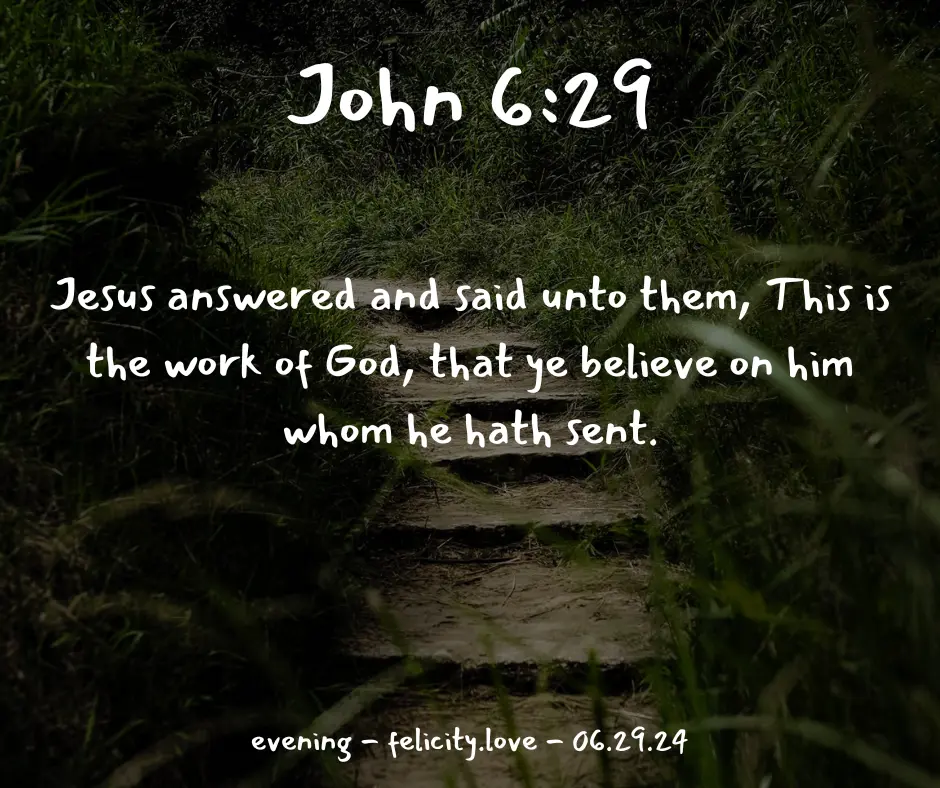 John 6:29
Jesus answered and said unto them, This is
the work of God, that ye believe on him
whom he hath sent.
evening - felicity.love - 06.29.24